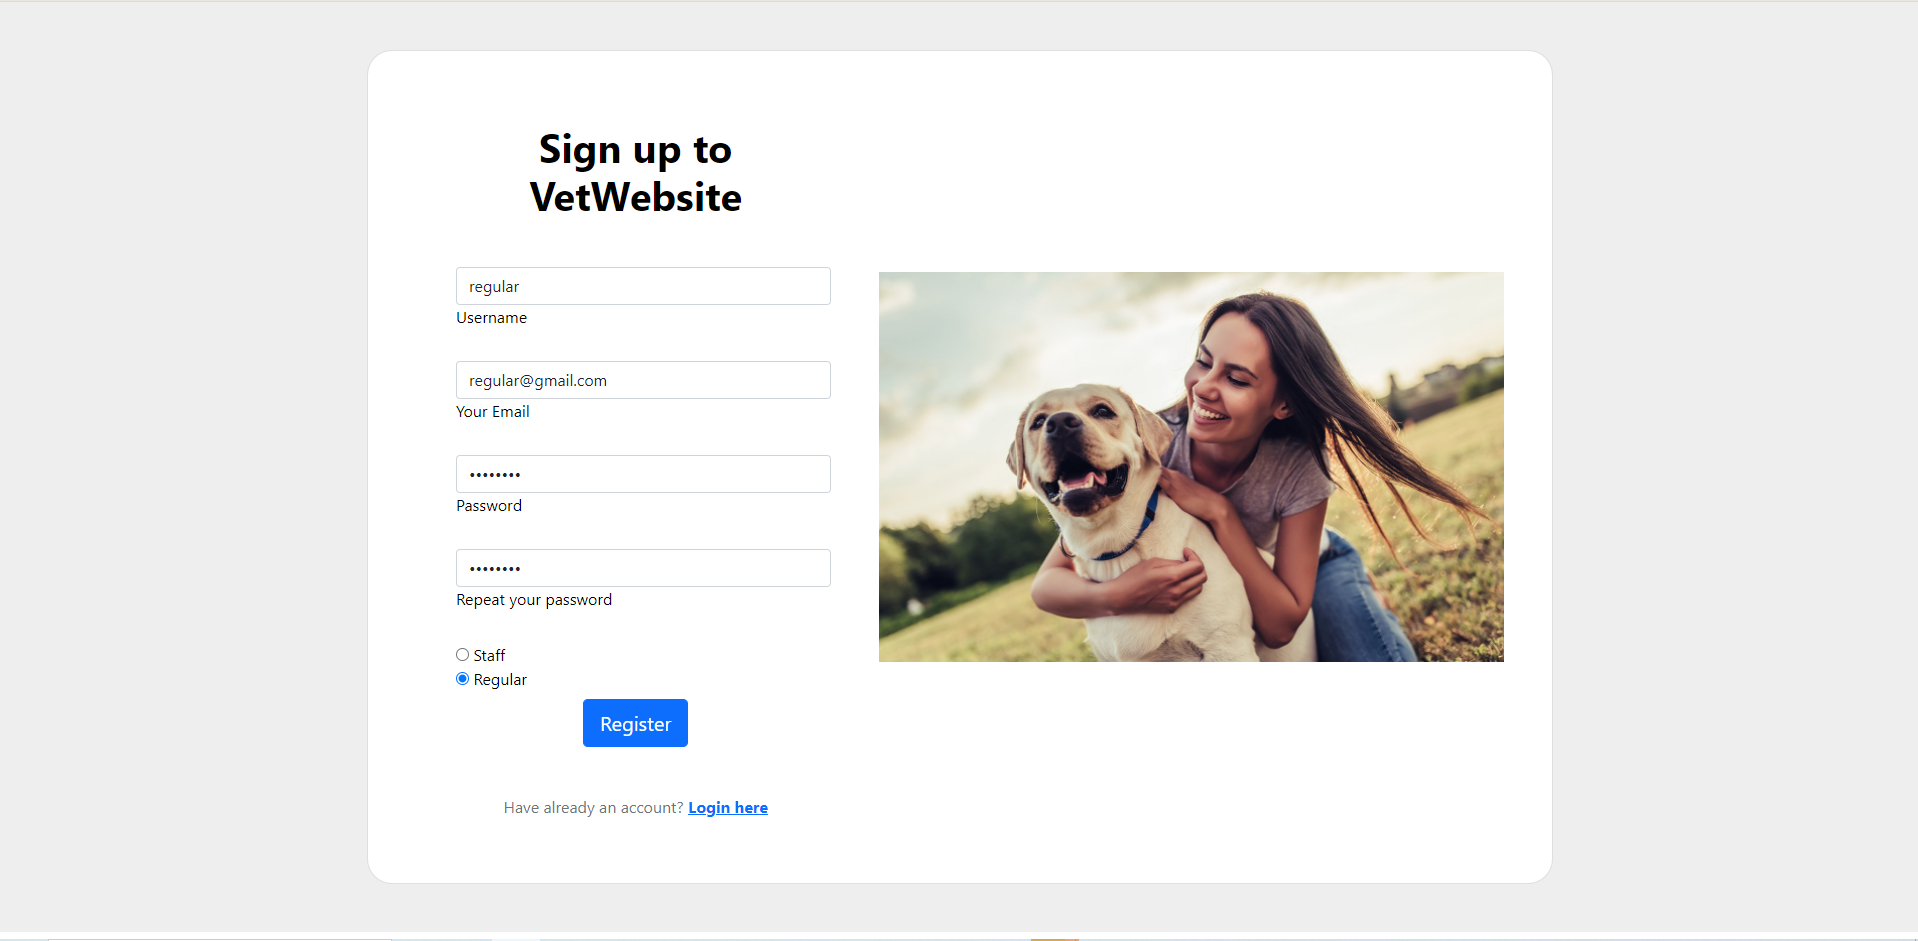 Sign up to
VetWebsite
regular
Username
regular@gmail.com
Your Email
••••••••
Password
••••••••
Repeat your password
Staff
Regular
Register
Have already an account? Login here